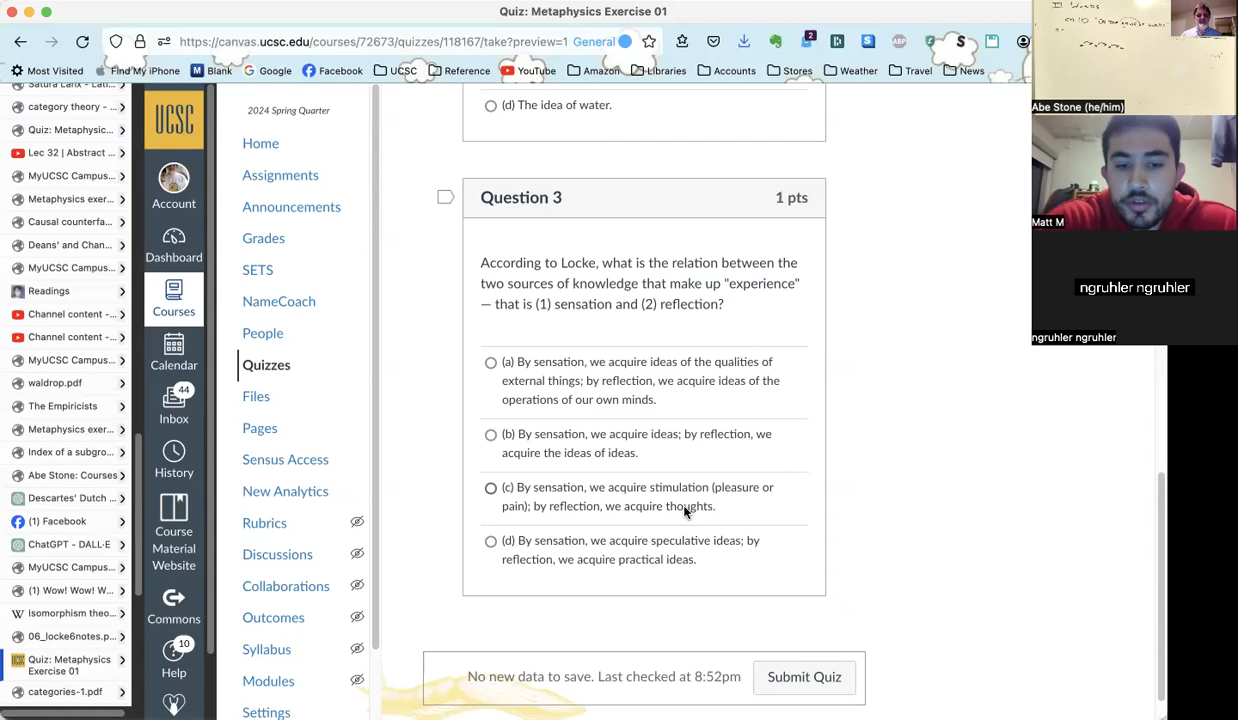 Quiz: Metaphysics Exercise 01
https://canvas.ucsc.edu/courses/72673/quizzes/118167/take?preview=1
General
2
ABP
S
Most Visited
Find My iPhone
Blank
Google
Facebook
UCSC
Reference
YouTube
Amazon
Libraries
Accounts
Stores
Weather
Travel
News
category theory - ...
Quiz: Metaphysic...
Lec 32 | Abstract ...
MyUCSC Campus...
Metaphysics exer...
Causal counterfa...
Deans' and Chan...
MyUCSC Campus...
Readings
Channel content -...
Channel content -...
MyUCSC Campus...
waldrop.pdf
The Empiricists
Metaphysics exer...
Index of a subgro...
Abe Stone: Courses
Descartes' Dutch ...
(1) Facebook
ChatGPT - DALL·E
MyUCSC Campus...
(1) Wow! Wow! W...
Isomorphism theo...
06_locke6notes.p...
Quiz: Metaphysics
Exercise 01
categories-1.pdf
UCSC
Account
Dashboard
Courses
Calendar
44
Inbox
History
Course
Material
Website
Commons
10
Help
2024 Spring Quarter
Home
Assignments
Announcements
Grades
SETS
NameCoach
People
Quizzes
Files
Pages
Sensus Access
New Analytics
Rubrics
Discussions
Collaborations
Outcomes
Syllabus
Modules
Settings
(d) The idea of water.
Question 3
1 pts
According to Locke, what is the relation between the
two sources of knowledge that make up "experience"
— that is (1) sensation and (2) reflection?
(a) By sensation, we acquire ideas of the qualities of
external things; by reflection, we acquire ideas of the
operations of our own minds.
(b) By sensation, we acquire ideas; by reflection, we
acquire the ideas of ideas.
(c) By sensation, we acquire stimulation (pleasure or
pain); by reflection, we acquire thoughts.
(d) By sensation, we acquire speculative ideas; by
reflection, we acquire practical ideas.
No new data to save. Last checked at 8:52pm
Submit Quiz
Abe Stone (he/him)
Matt M
ngruhler ngruhler
ngruhler ngruhler